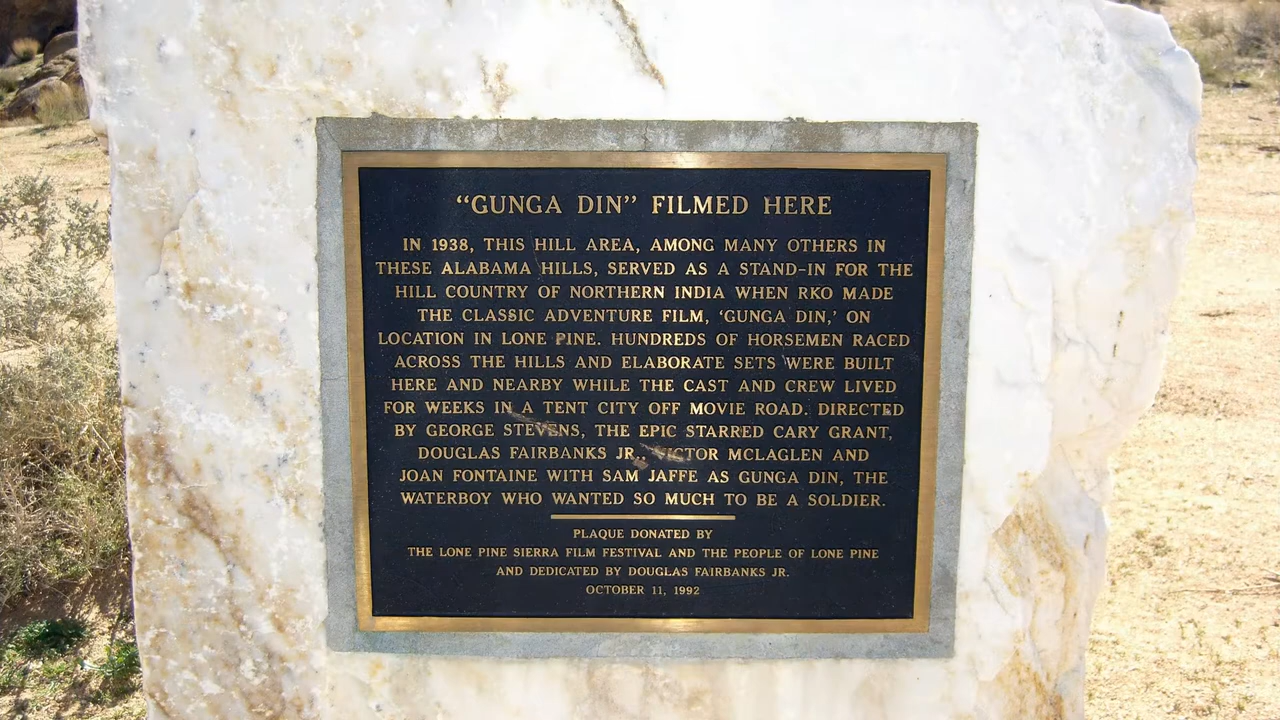 “GUNGA DIN” FILMED HERE
IN 1938, THIS HILL AREA, AMONG MANY OTHERS IN
THESE ALABAMA HILLS, SERVED AS A STAND-IN FOR THE
HILL COUNTRY OF NORTHERN INDIA WHEN RKO MADE
THE CLASSIC ADVENTURE FILM, ‘GUNGA DIN,’ ON
LOCATION IN LONE PINE. HUNDREDS OF HORSEMEN RACED
ACROSS THE HILLS AND ELABORATE SETS WERE BUILT
HERE AND NEARBY WHILE THE CAST AND CREW LIVED
FOR WEEKS IN A TENT CITY OFF MOVIE ROAD. DIRECTED
BY GEORGE STEVENS, THE EPIC STARRED CARY GRANT,
DOUGLAS FAIRBANKS JR., VICTOR MCLAGLEN AND
JOAN FONTAINE WITH SAM JAFFE AS GUNGA DIN, THE
WATERBOY WHO WANTED SO MUCH TO BE A SOLDIER.
PLAQUE DONATED BY
THE LONE PINE SIERRA FILM FESTIVAL AND THE PEOPLE OF LONE PINE
AND DEDICATED BY DOUGLAS FAIRBANKS JR.
OCTOBER 11, 1992